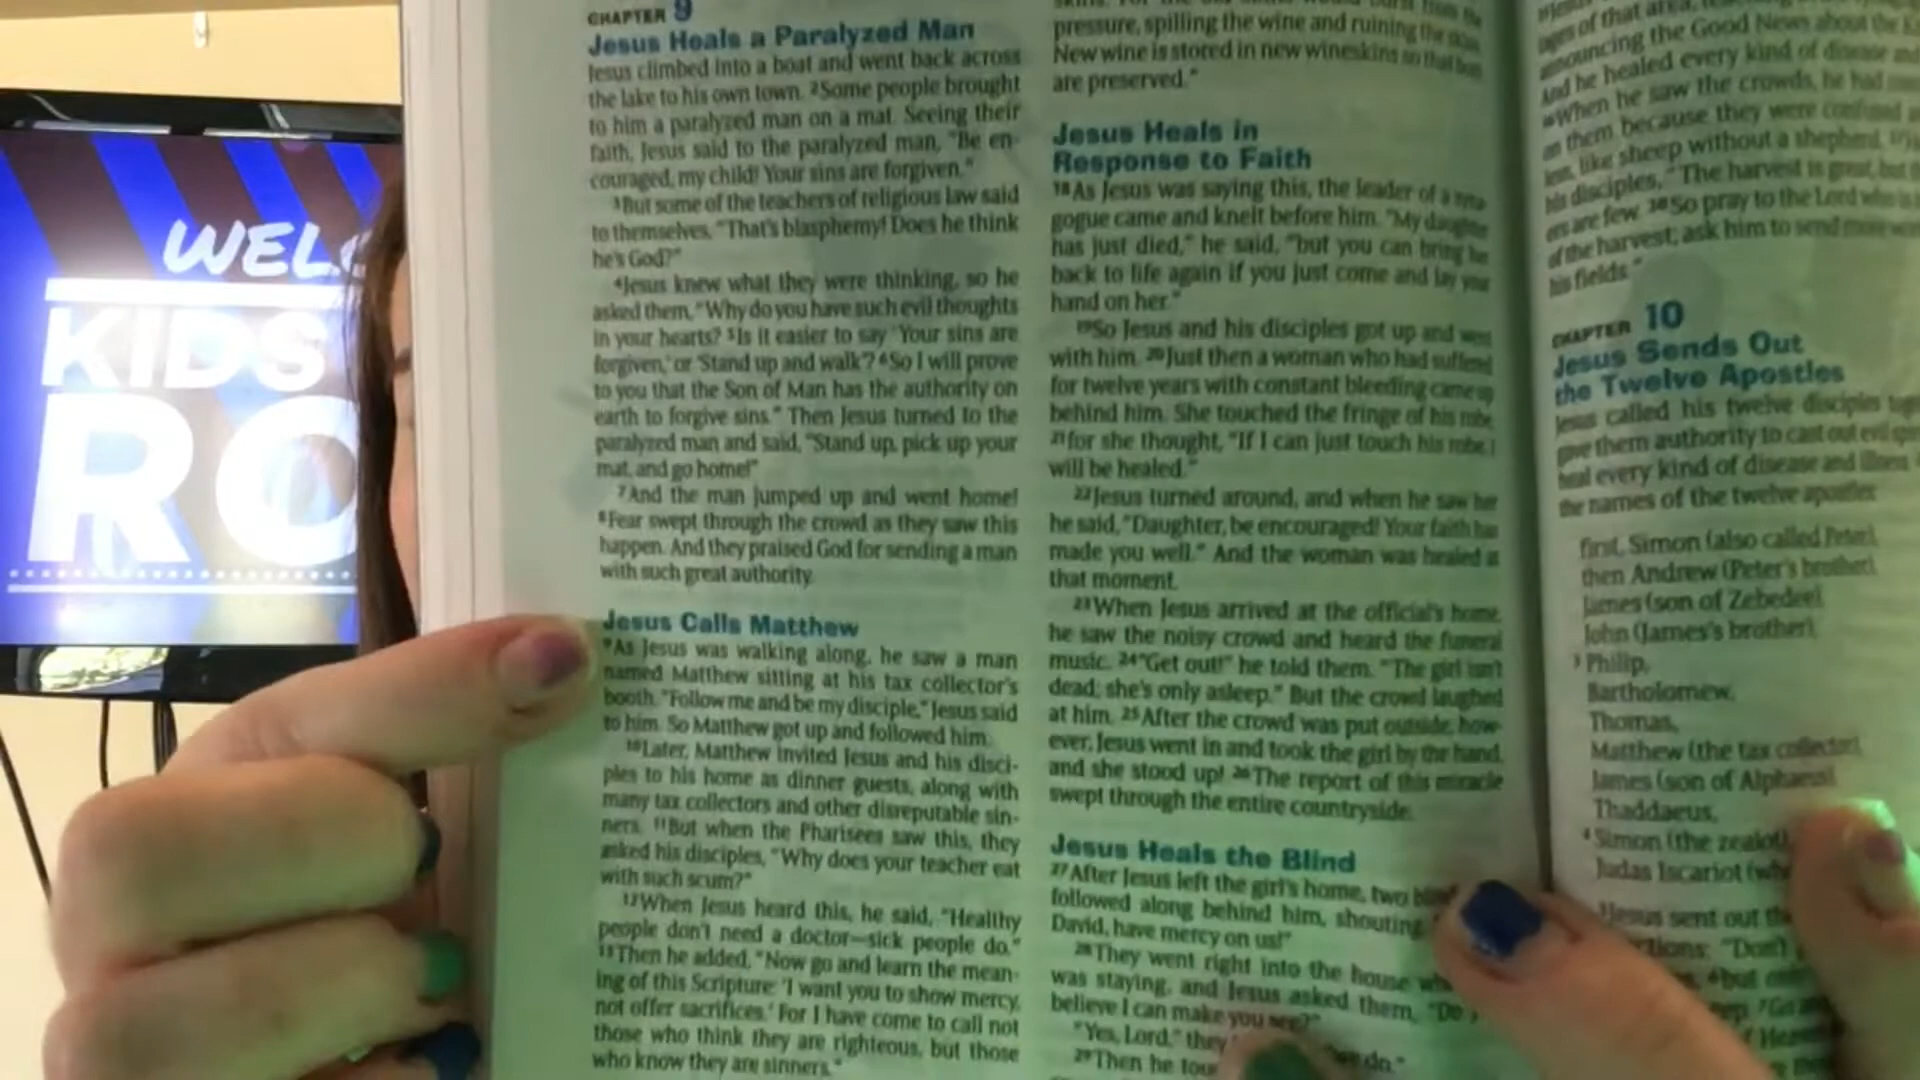 WELC
KIDS
RO
CHAPTER 9
Jesus Heals a Paralyzed Man
Jesus climbed into a boat and went back across
the lake to his own town. 2Some people brought
to him a paralyzed man on a mat. Seeing their
faith, Jesus said to the paralyzed man, "Be en-
couraged, my child! Your sins are forgiven."
3But some of the teachers of religious law said
to themselves, "That's blasphemy! Does he think
he's God?"
4Jesus knew what they were thinking, so he
asked them, "Why do you have such evil thoughts
in your hearts? 5Is it easier to say 'Your sins are
forgiven,' or 'Stand up and walk'? 6So I will prove
to you that the Son of Man has the authority on
earth to forgive sins." Then Jesus turned to the
paralyzed man and said, "Stand up, pick up your
mat, and go home!"
7And the man jumped up and went home!
8Fear swept through the crowd as they saw this
happen. And they praised God for sending a man
with such great authority.
Jesus Calls Matthew
9As Jesus was walking along, he saw a man
named Matthew sitting at his tax collector's
booth. "Follow me and be my disciple," Jesus said
to him. So Matthew got up and followed him.
10Later, Matthew invited Jesus and his disci-
ples to his home as dinner guests, along with
many tax collectors and other disreputable sin-
ners. 11But when the Pharisees saw this, they
asked his disciples, "Why does your teacher eat
with such scum?"
12When Jesus heard this, he said, "Healthy
people don't need a doctor—sick people do."
13Then he added, "Now go and learn the mean-
ing of this Scripture: 'I want you to show mercy,
not offer sacrifices.' For I have come to call not
those who think they are righteous, but those
who know they are sinners."
pressure, spilling the wine and ruining the
New wine is stored in new wineskins so that both
are preserved."
Jesus Heals in
Response to Faith
18As Jesus was saying this, the leader of a syna-
gogue came and knelt before him. "My daughter
has just died," he said, "but you can bring her
back to life again if you just come and lay your
hand on her."
19So Jesus and his disciples got up and went
with him. 20Just then a woman who had suffered
for twelve years with constant bleeding came up
behind him. She touched the fringe of his robe,
21for she thought, "If I can just touch his robe, I
will be healed."
22Jesus turned around, and when he saw her
he said, "Daughter, be encouraged! Your faith has
made you well." And the woman was healed at
that moment.
23When Jesus arrived at the official's home,
he saw the noisy crowd and heard the funeral
music. 24"Get out!" he told them. "The girl isn't
dead; she's only asleep." But the crowd laughed
at him. 25After the crowd was put outside, how-
ever, Jesus went in and took the girl by the hand,
and she stood up! 26The report of this miracle
swept through the entire countryside.
Jesus Heals the Blind
27After Jesus left the girl's home, two blind
followed along behind him, shouting
David, have mercy on us!"
28They went right into the house
was staying, and Jesus asked them, "Do
believe I can make you see?"
"Yes, Lord," they do."
29Then he
of that area,
announcing the Good News about the
And he healed every kind of disease and
When he saw the crowds, he had
on them because they were confused
less, like sheep without a shepherd.
his disciples, "The harvest is great, but the
ers are few. 38So pray to the Lord who is
of the harvest; ask him to send more
his fields."
CHAPTER 10
Jesus Sends Out
the Twelve Apostles
Jesus called his twelve disciples
gave them authority to cast out evil
heal every kind of disease and illness.
the names of the twelve apostles:
first, Simon (also called Peter),
then Andrew (Peter's brother),
James (son of Zebedee),
John (James's brother),
3 Philip,
Bartholomew,
Thomas,
Matthew (the tax collector),
James (son of Alphaeus),
Thaddaeus,
4 Simon (the zealot),
Judas Iscariot
Jesus sent out
"Don't
but